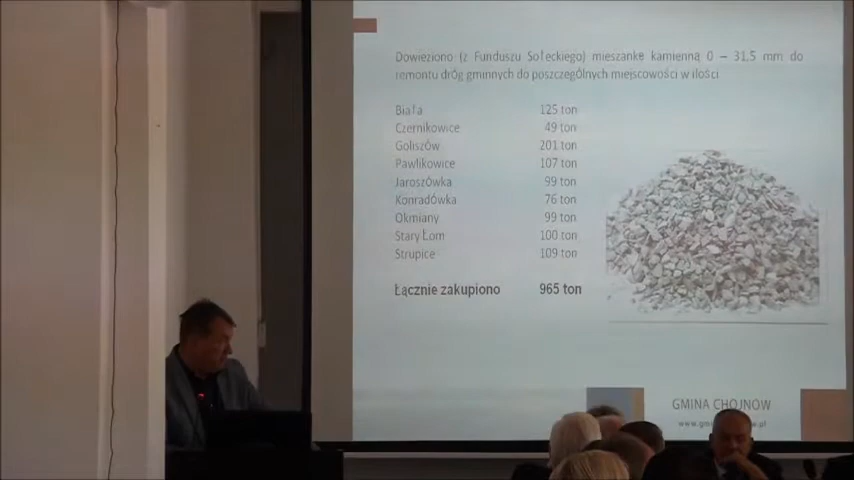 Dowieziono (z Funduszu Sołeckiego) mieszankę kamienną 0 – 31,5 mm do
remontu dróg gminnych do poszczególnych miejscowości w ilości
Biała 125 ton
Czernikowice 49 ton
Goliszów 201 ton
Pawlikowice 107 ton
Jaroszówka 99 ton
Konradówka 76 ton
Okmiany 99 ton
Stary Łom 100 ton
Strupice 109 ton
Łącznie zakupiono 965 ton
GMINA CHOJNÓW